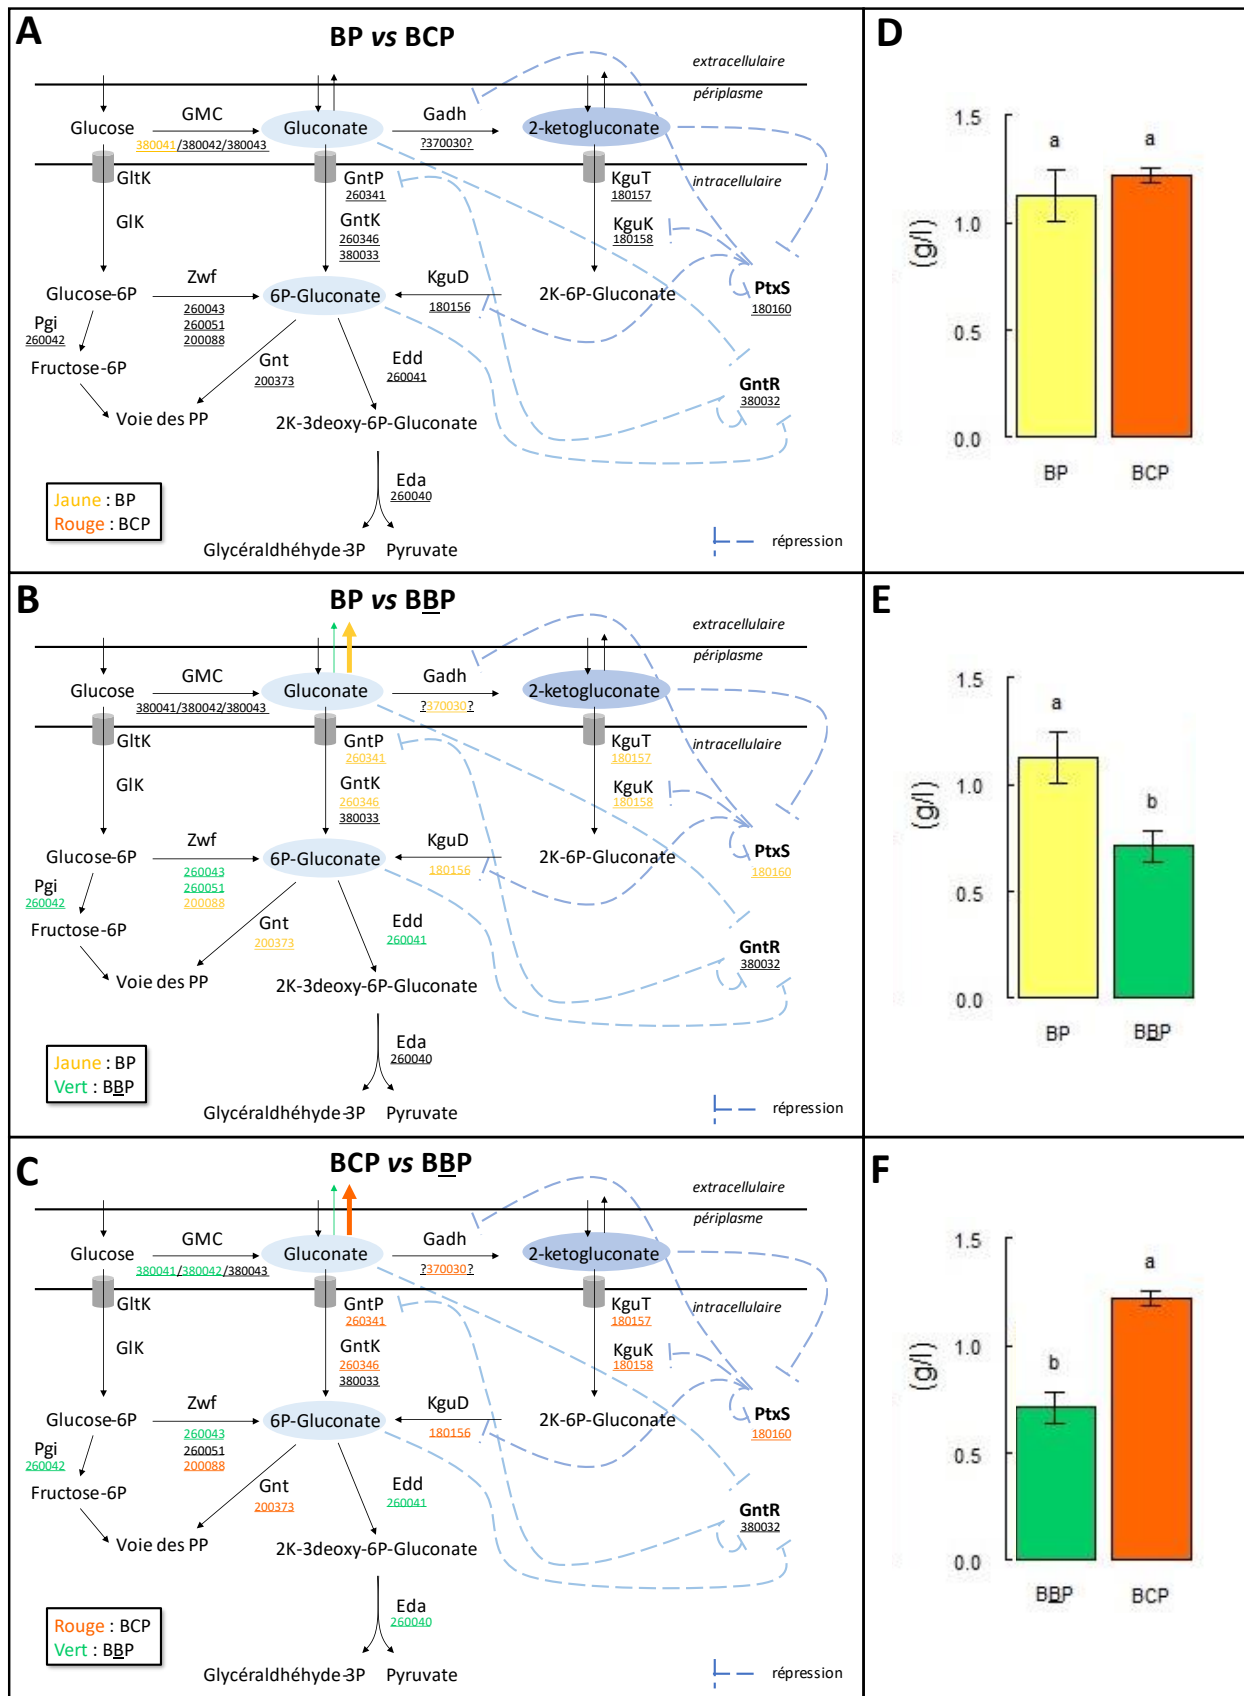 A
BP vs BCP
extracellulaire
périplasme
Glucose
GMC
380041/380042/380043
Gluconate
Gadh
?370030?
2-ketogluconate
intracellulaire
GltK
GntP
260341
KguT
180157
GlK
GntK
260346
380033
KguK
180158
Glucose-6P
Zwf
260043
260051
200088
6P-Gluconate
KguD
180156
2K-6P-Gluconate
PtxS
180160
Pgi
260042
Fructose-6P
Gnt
200373
Edd
260041
GntR
380032
Voie des PP
2K-3deoxy-6P-Gluconate
Eda
260040
Jaune : BP
Rouge : BCP
Glycéraldhéhyde-3P
Pyruvate
répression
D
(g/l)
1.5
1.0
0.5
0.0
a
a
BP
BCP
B
BP vs BBP
extracellulaire
périplasme
Glucose
GMC
380041/380042/380043
Gluconate
Gadh
?370030?
2-ketogluconate
intracellulaire
GltK
GntP
260341
KguT
180157
GlK
GntK
260346
380033
KguK
180158
Glucose-6P
Zwf
260043
260051
200088
6P-Gluconate
KguD
180156
2K-6P-Gluconate
PtxS
180160
Pgi
260042
Fructose-6P
Gnt
200373
Edd
260041
GntR
380032
Voie des PP
2K-3deoxy-6P-Gluconate
Eda
260040
Jaune : BP
Vert : BBP
Glycéraldhéhyde-3P
Pyruvate
répression
E
(g/l)
1.5
1.0
0.5
0.0
a
b
BP
BBP
C
BCP vs BBP
extracellulaire
périplasme
Glucose
GMC
380041/380042/380043
Gluconate
Gadh
?370030?
2-ketogluconate
intracellulaire
GltK
GntP
260341
KguT
180157
GlK
GntK
260346
380033
KguK
180158
Glucose-6P
Zwf
260043
260051
200088
6P-Gluconate
KguD
180156
2K-6P-Gluconate
PtxS
180160
Pgi
260042
Fructose-6P
Gnt
200373
Edd
260041
GntR
380032
Voie des PP
2K-3deoxy-6P-Gluconate
Eda
260040
Rouge : BCP
Vert : BBP
Glycéraldhéhyde-3P
Pyruvate
répression
F
(g/l)
1.5
1.0
0.5
0.0
b
a
BBP
BCP